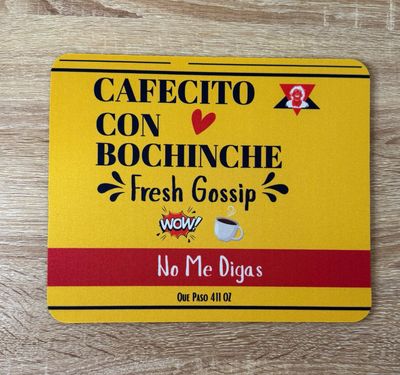 CAFECITO
CON
BOCHINCHE
Fresh Gossip
WOW!
No Me Digas
Que Paso 411 OZ